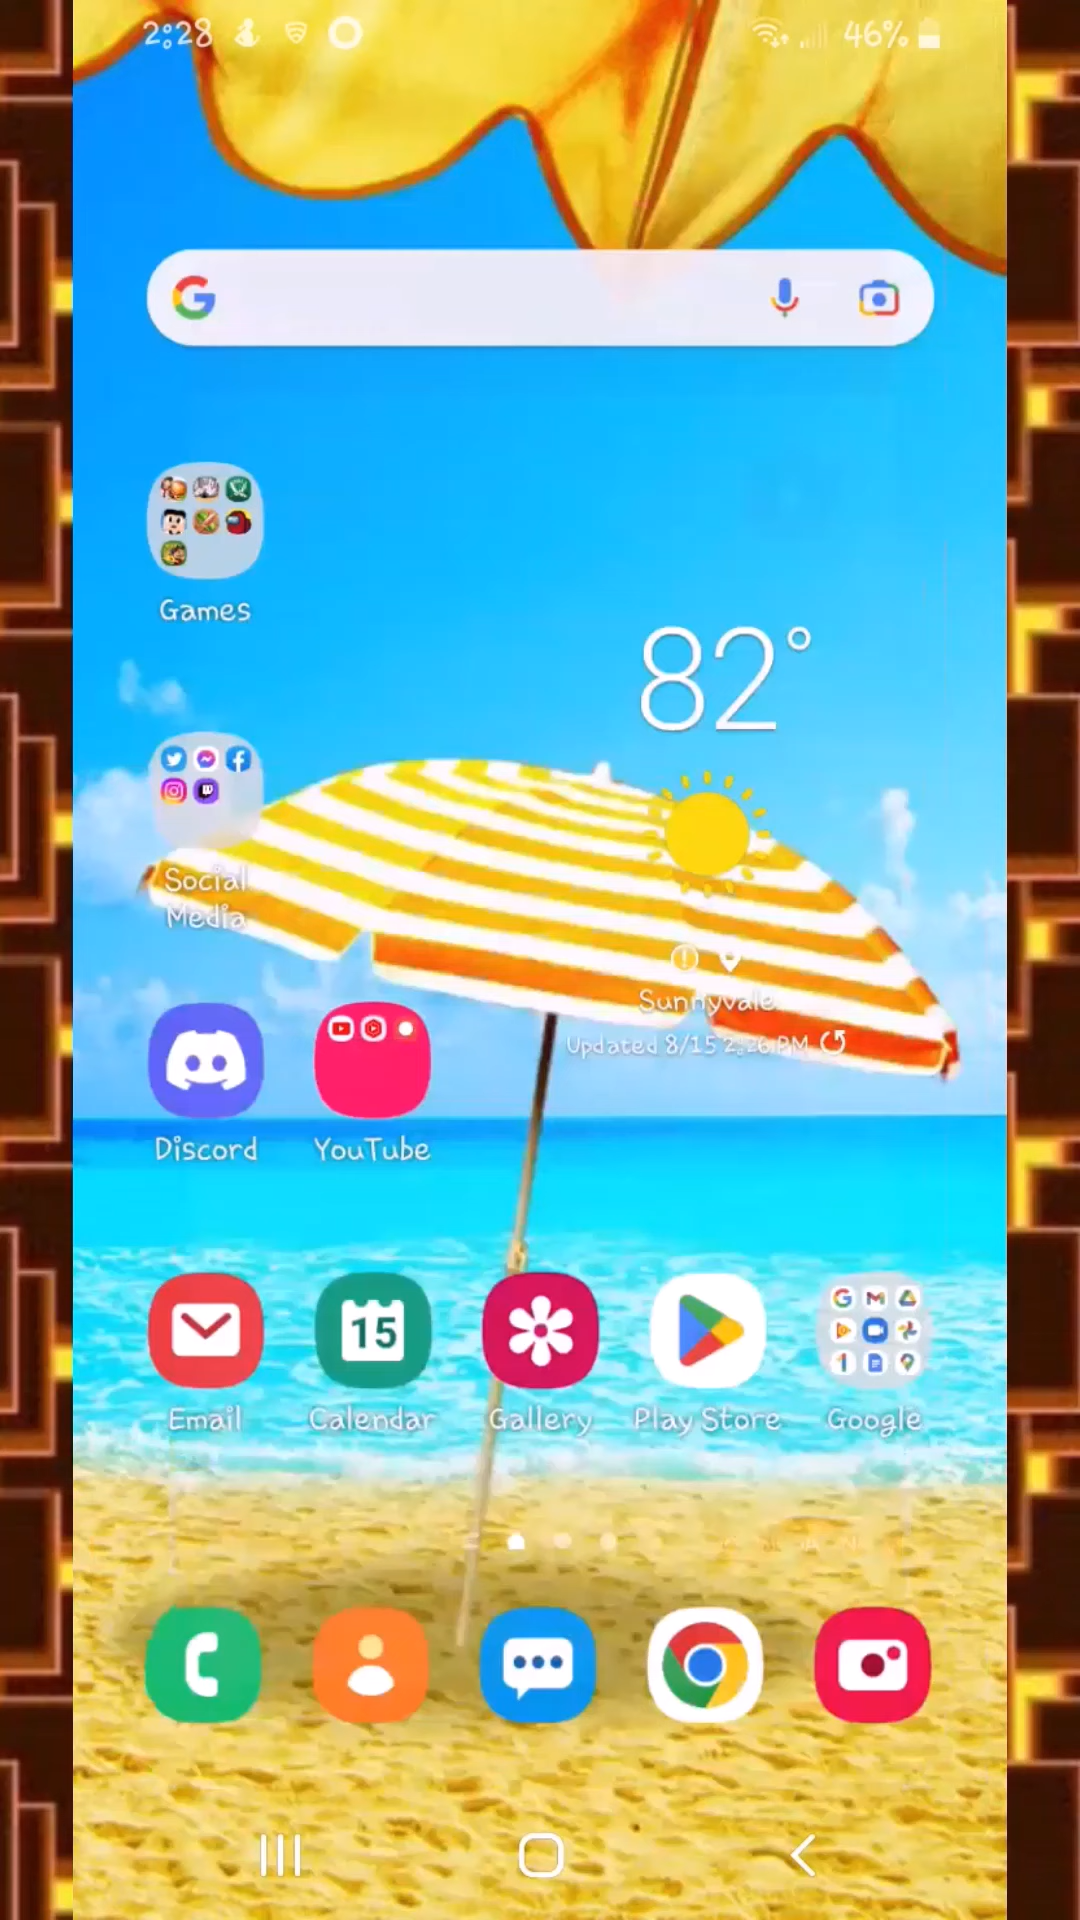 2:28
46%
Games
82°
Social
Media
Sunnyvale
Updated 8/15 2:26 PM
Discord
YouTube
15
Email
Calendar
Gallery
Play Store
Google